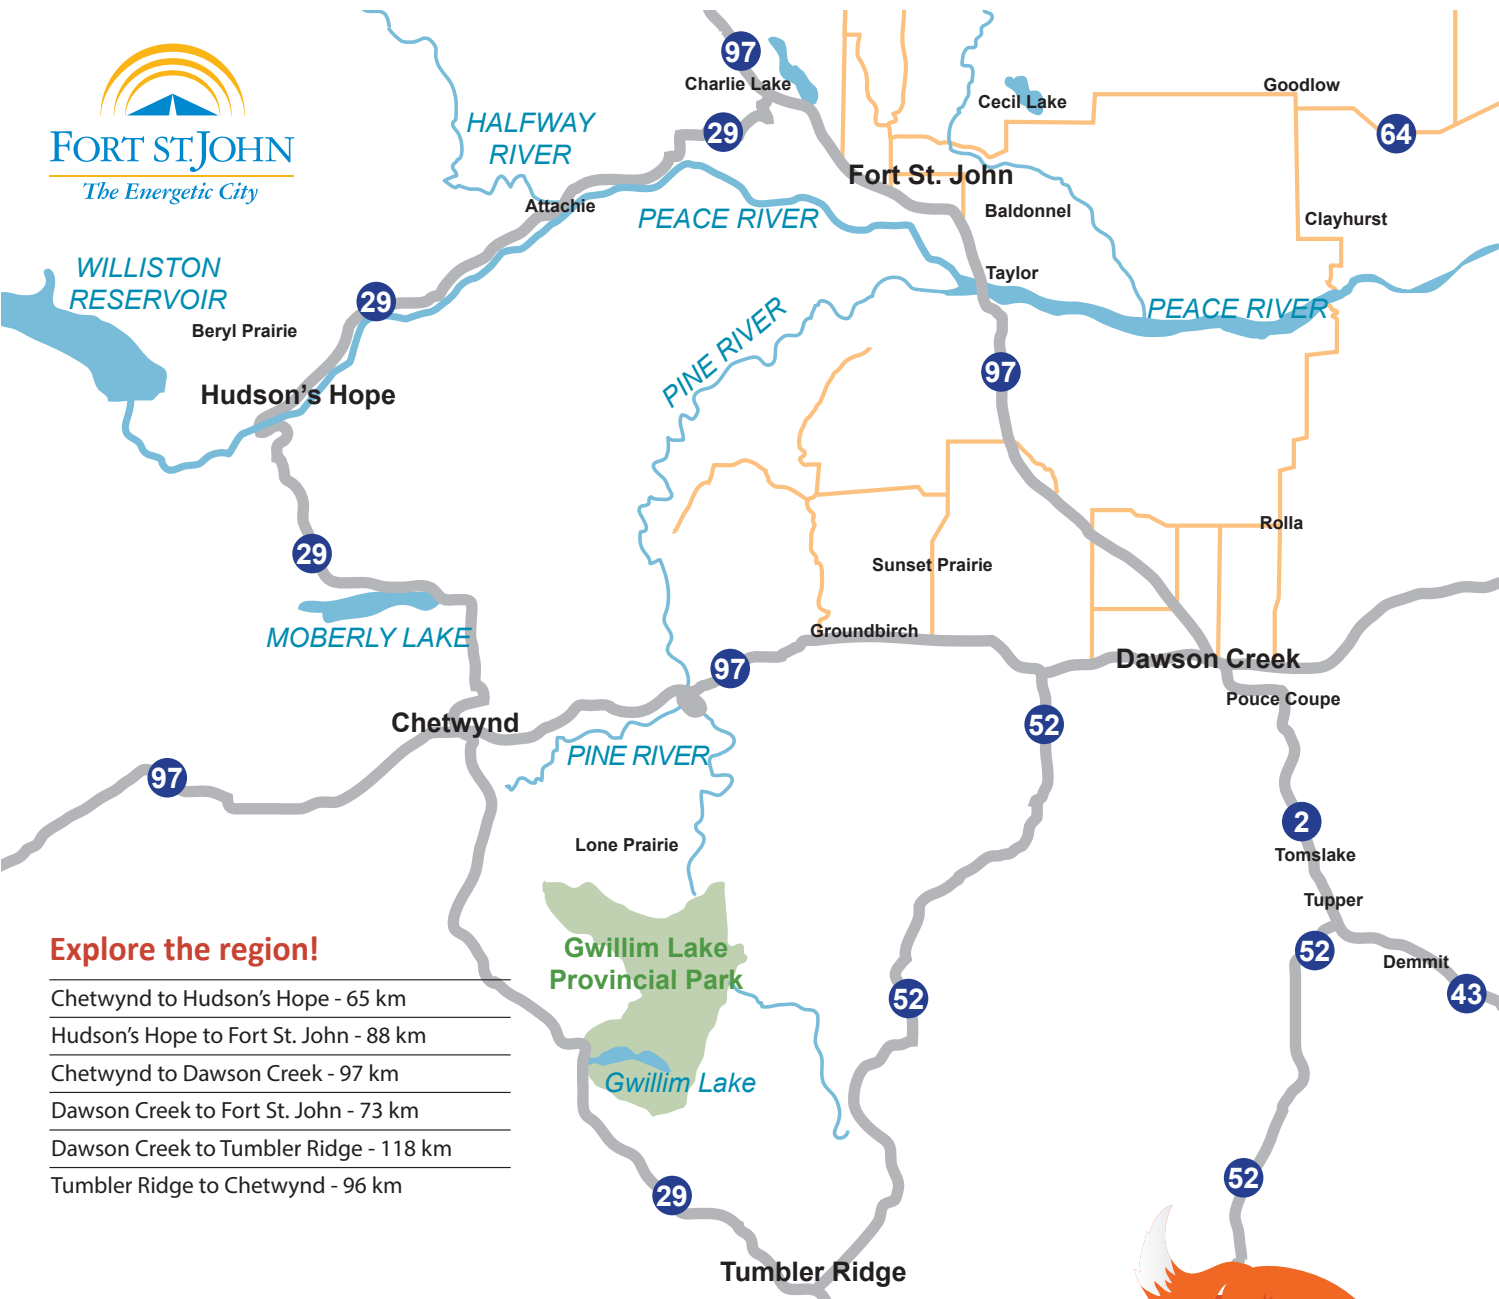 97
Charlie Lake
Goodlow
Cecil Lake
HALFWAY
RIVER
29
64
FORT ST. JOHN
The Energetic City
Fort St. John
Attachie
PEACE RIVER
Baldonnel
Clayhurst
WILLISTON
RESERVOIR
Taylor
29
PEACE RIVER
Beryl Prairie
PINE RIVER
97
Hudson's Hope
Rolla
29
Sunset Prairie
MOBERLY LAKE
Groundbirch
97
Dawson Creek
Pouce Coupe
Chetwynd
52
PINE RIVER
97
2
Lone Prairie
Tomslake
Tupper
Explore the region!
Gwillim Lake
Provincial Park
52
Demmit
43
52
Chetwynd to Hudson's Hope - 65 km
Hudson's Hope to Fort St. John - 88 km
Chetwynd to Dawson Creek - 97 km
Gwillim Lake
Dawson Creek to Fort St. John - 73 km
Dawson Creek to Tumbler Ridge - 118 km
Tumbler Ridge to Chetwynd - 96 km
52
29
Tumbler Ridge